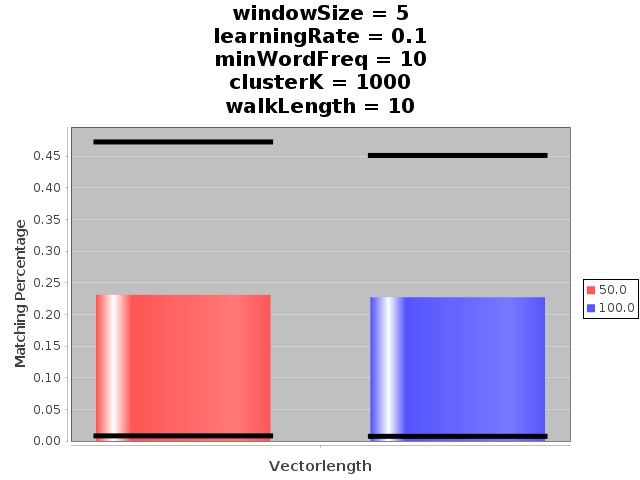 windowSize = 5
learningRate = 0.1
minWordFreq = 10
clusterK = 1000
walkLength = 10
Matching Percentage
0.45
0.40
0.35
0.30
0.25
0.20
0.15
0.10
0.05
0.00
Vectorlength
50.0
100.0